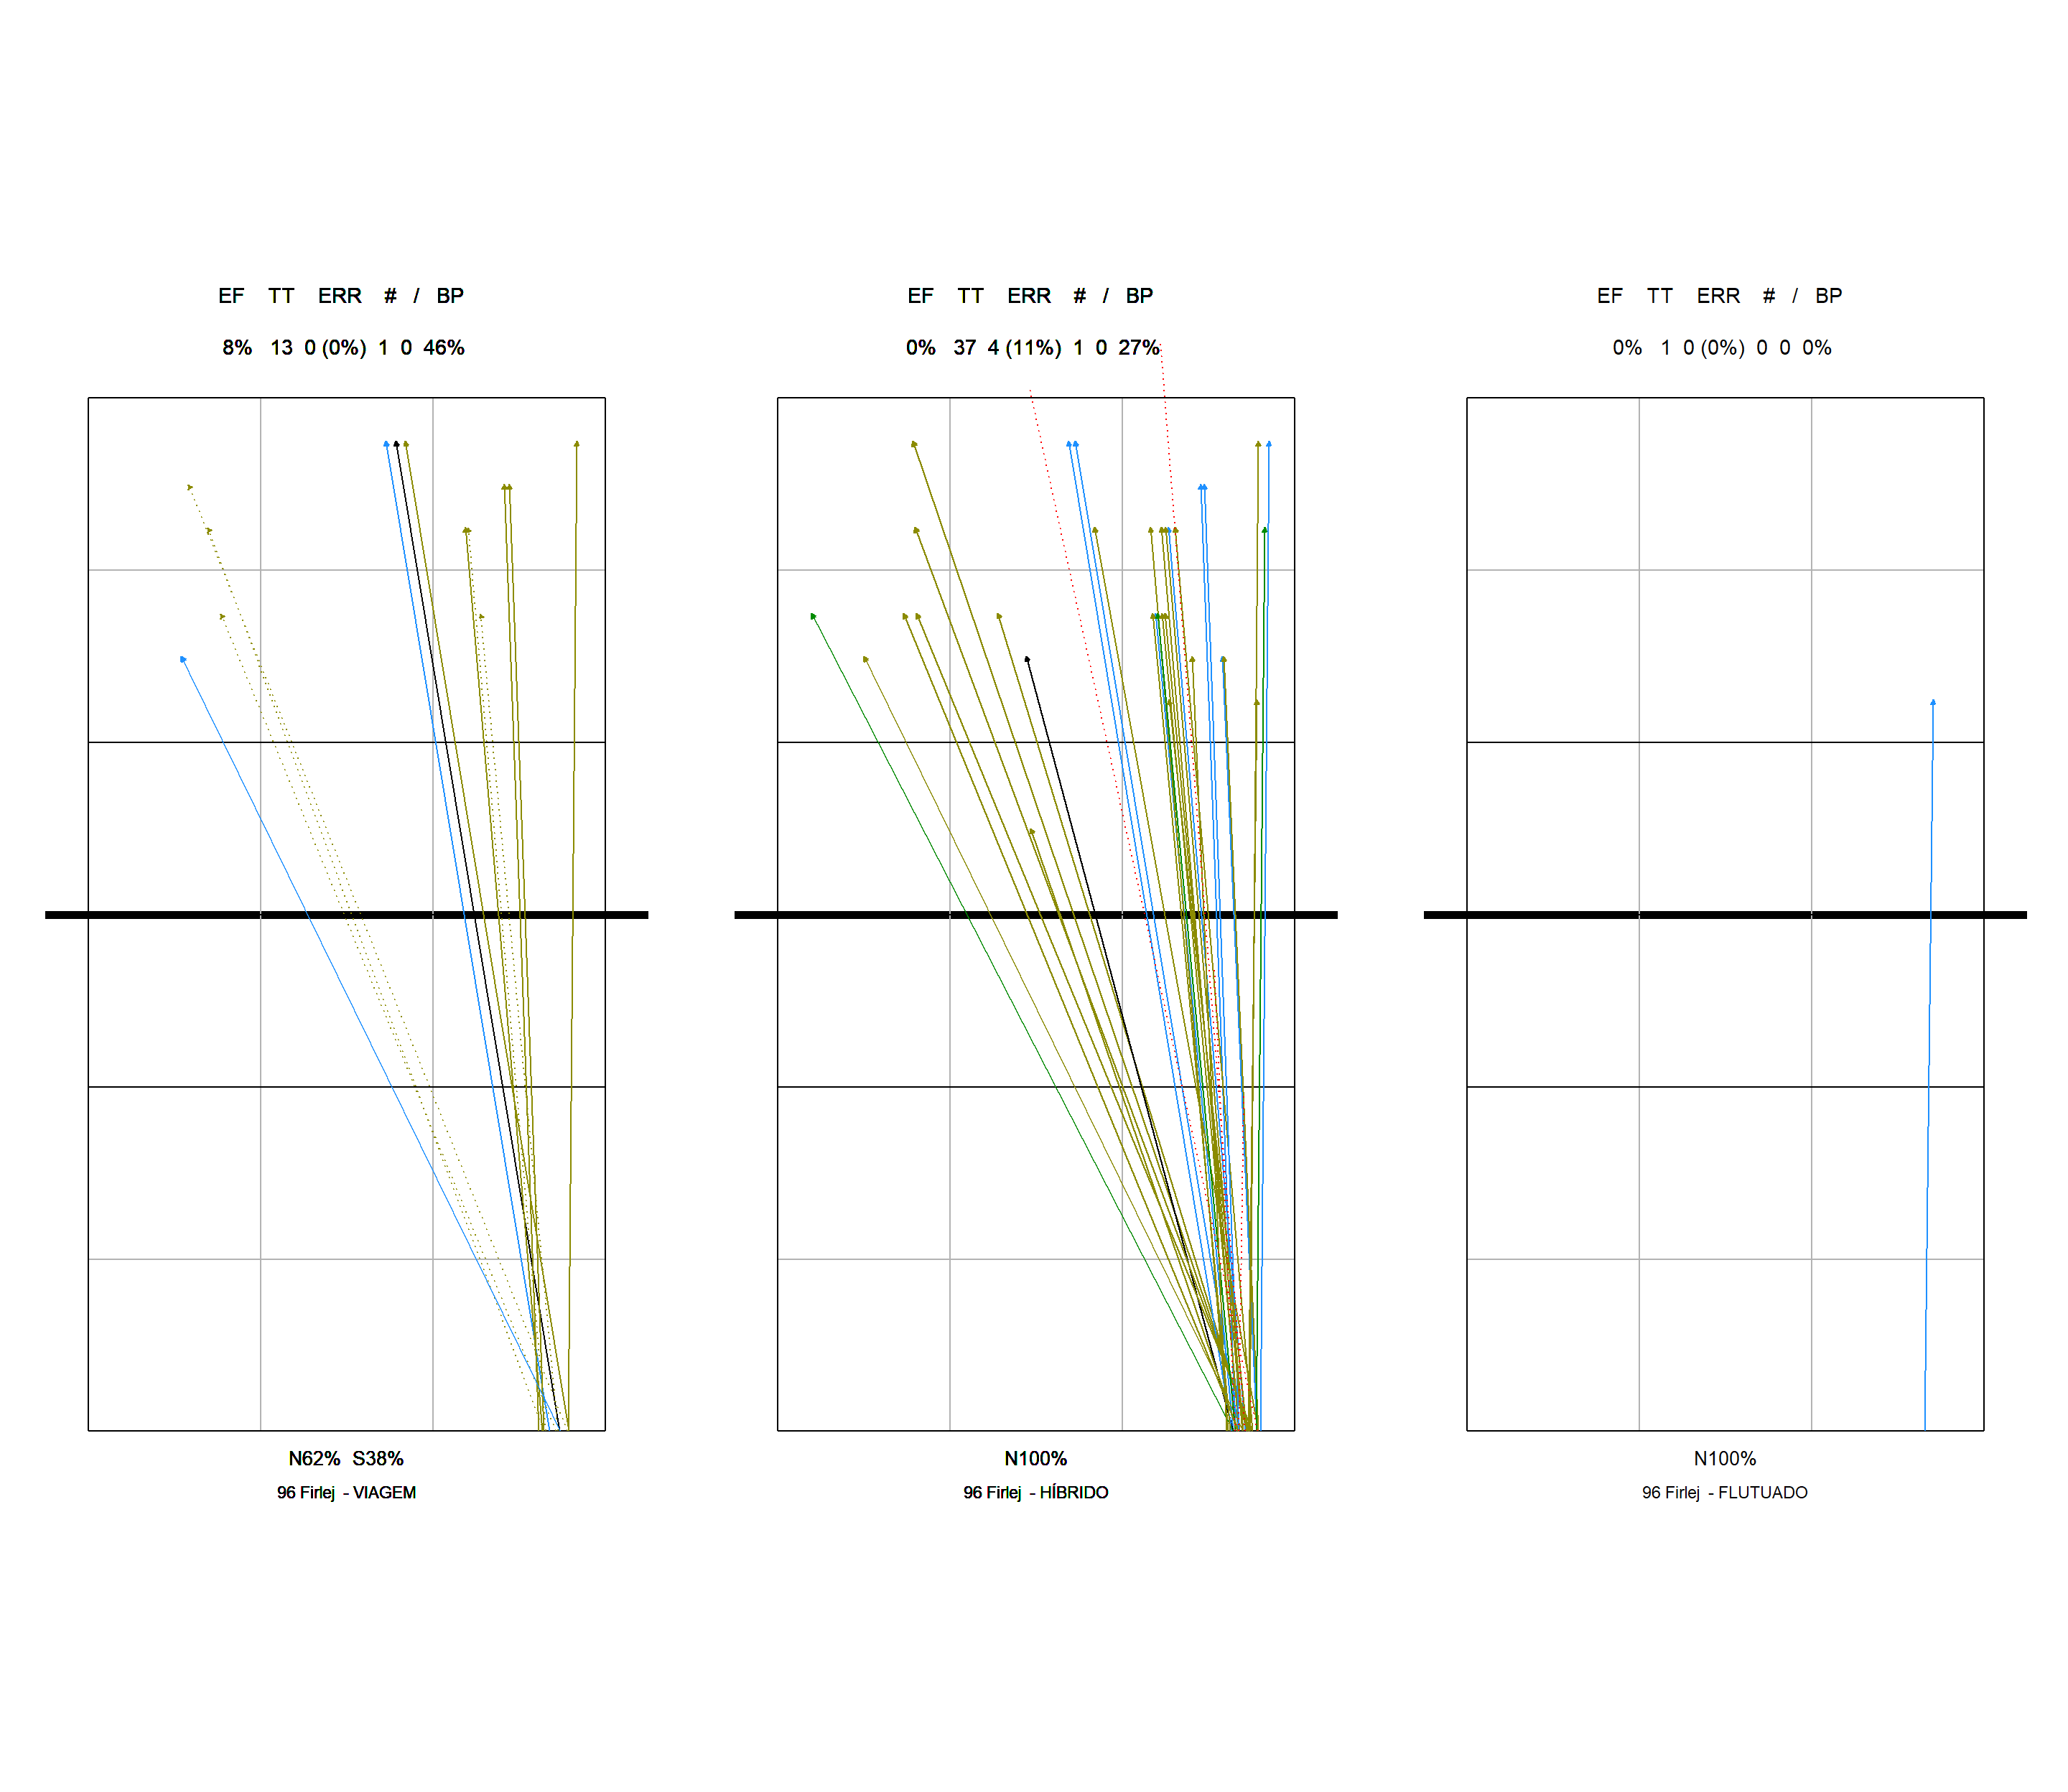 EF TT ERR # / BP
8% 13 0 (0%) 1 0 46%
N62% S38%
96 Firlej - VIAGEM
EF TT ERR # / BP
0% 37 4 (11%) 1 0 27%
N100%
96 Firlej - HÍBRIDO
EF TT ERR # / BP
0% 1 0 (0%) 0 0 0%
N100%
96 Firlej - FLUTUADO